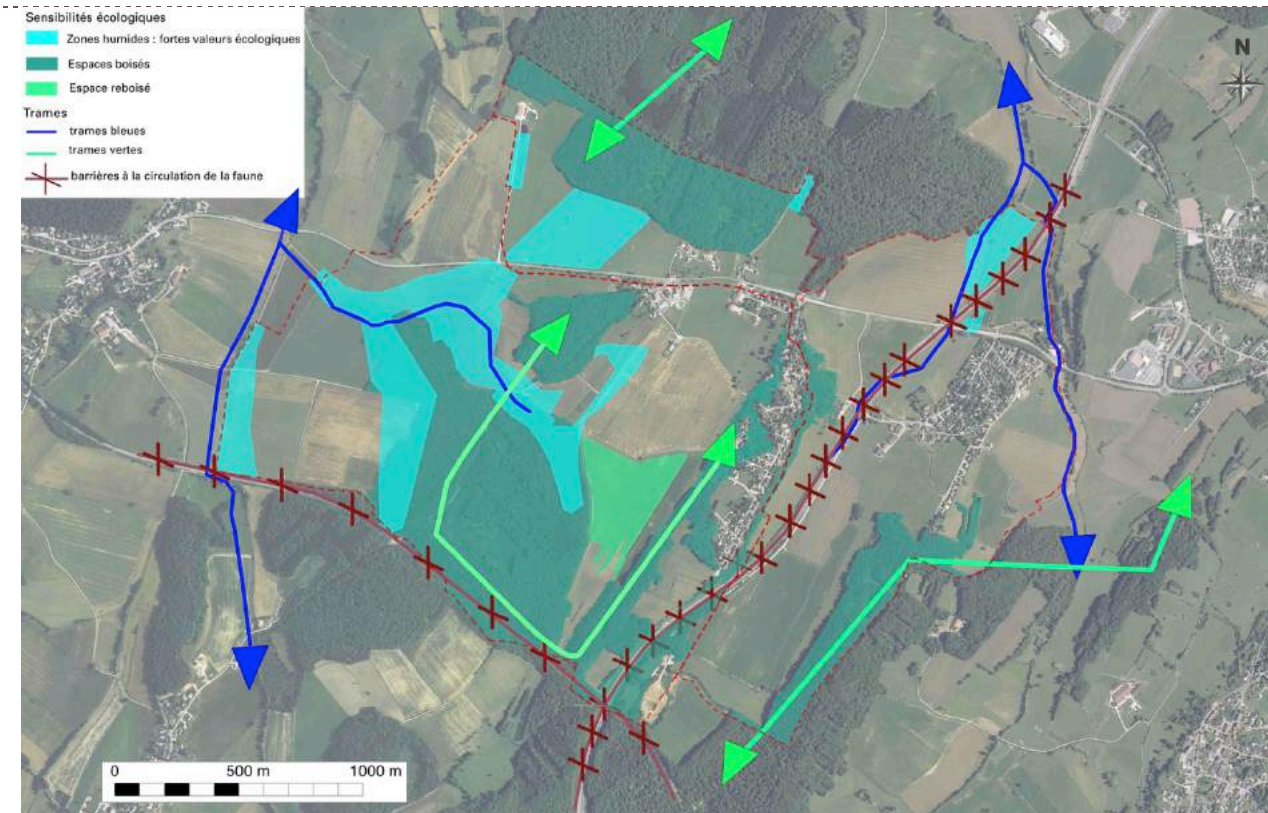 Sensibilités écologiques
Zones humides : fortes valeurs écologiques
Espaces boisés
Espace reboisé
Trames
trames bleues
trames vertes
barrières à la circulation de la faune
N
0 500 m 1000 m